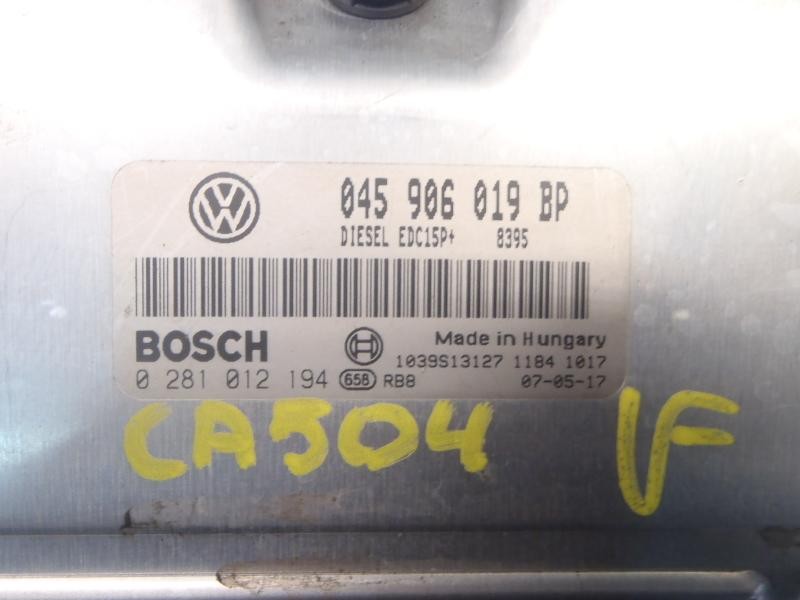 045 906 019 BP
DIESEL EDC15P+ 8395
BOSCH
Made in Hungary
1039S13127 1184 1017
0 281 012 194 658 RB8 07-05-17
CA504 VF